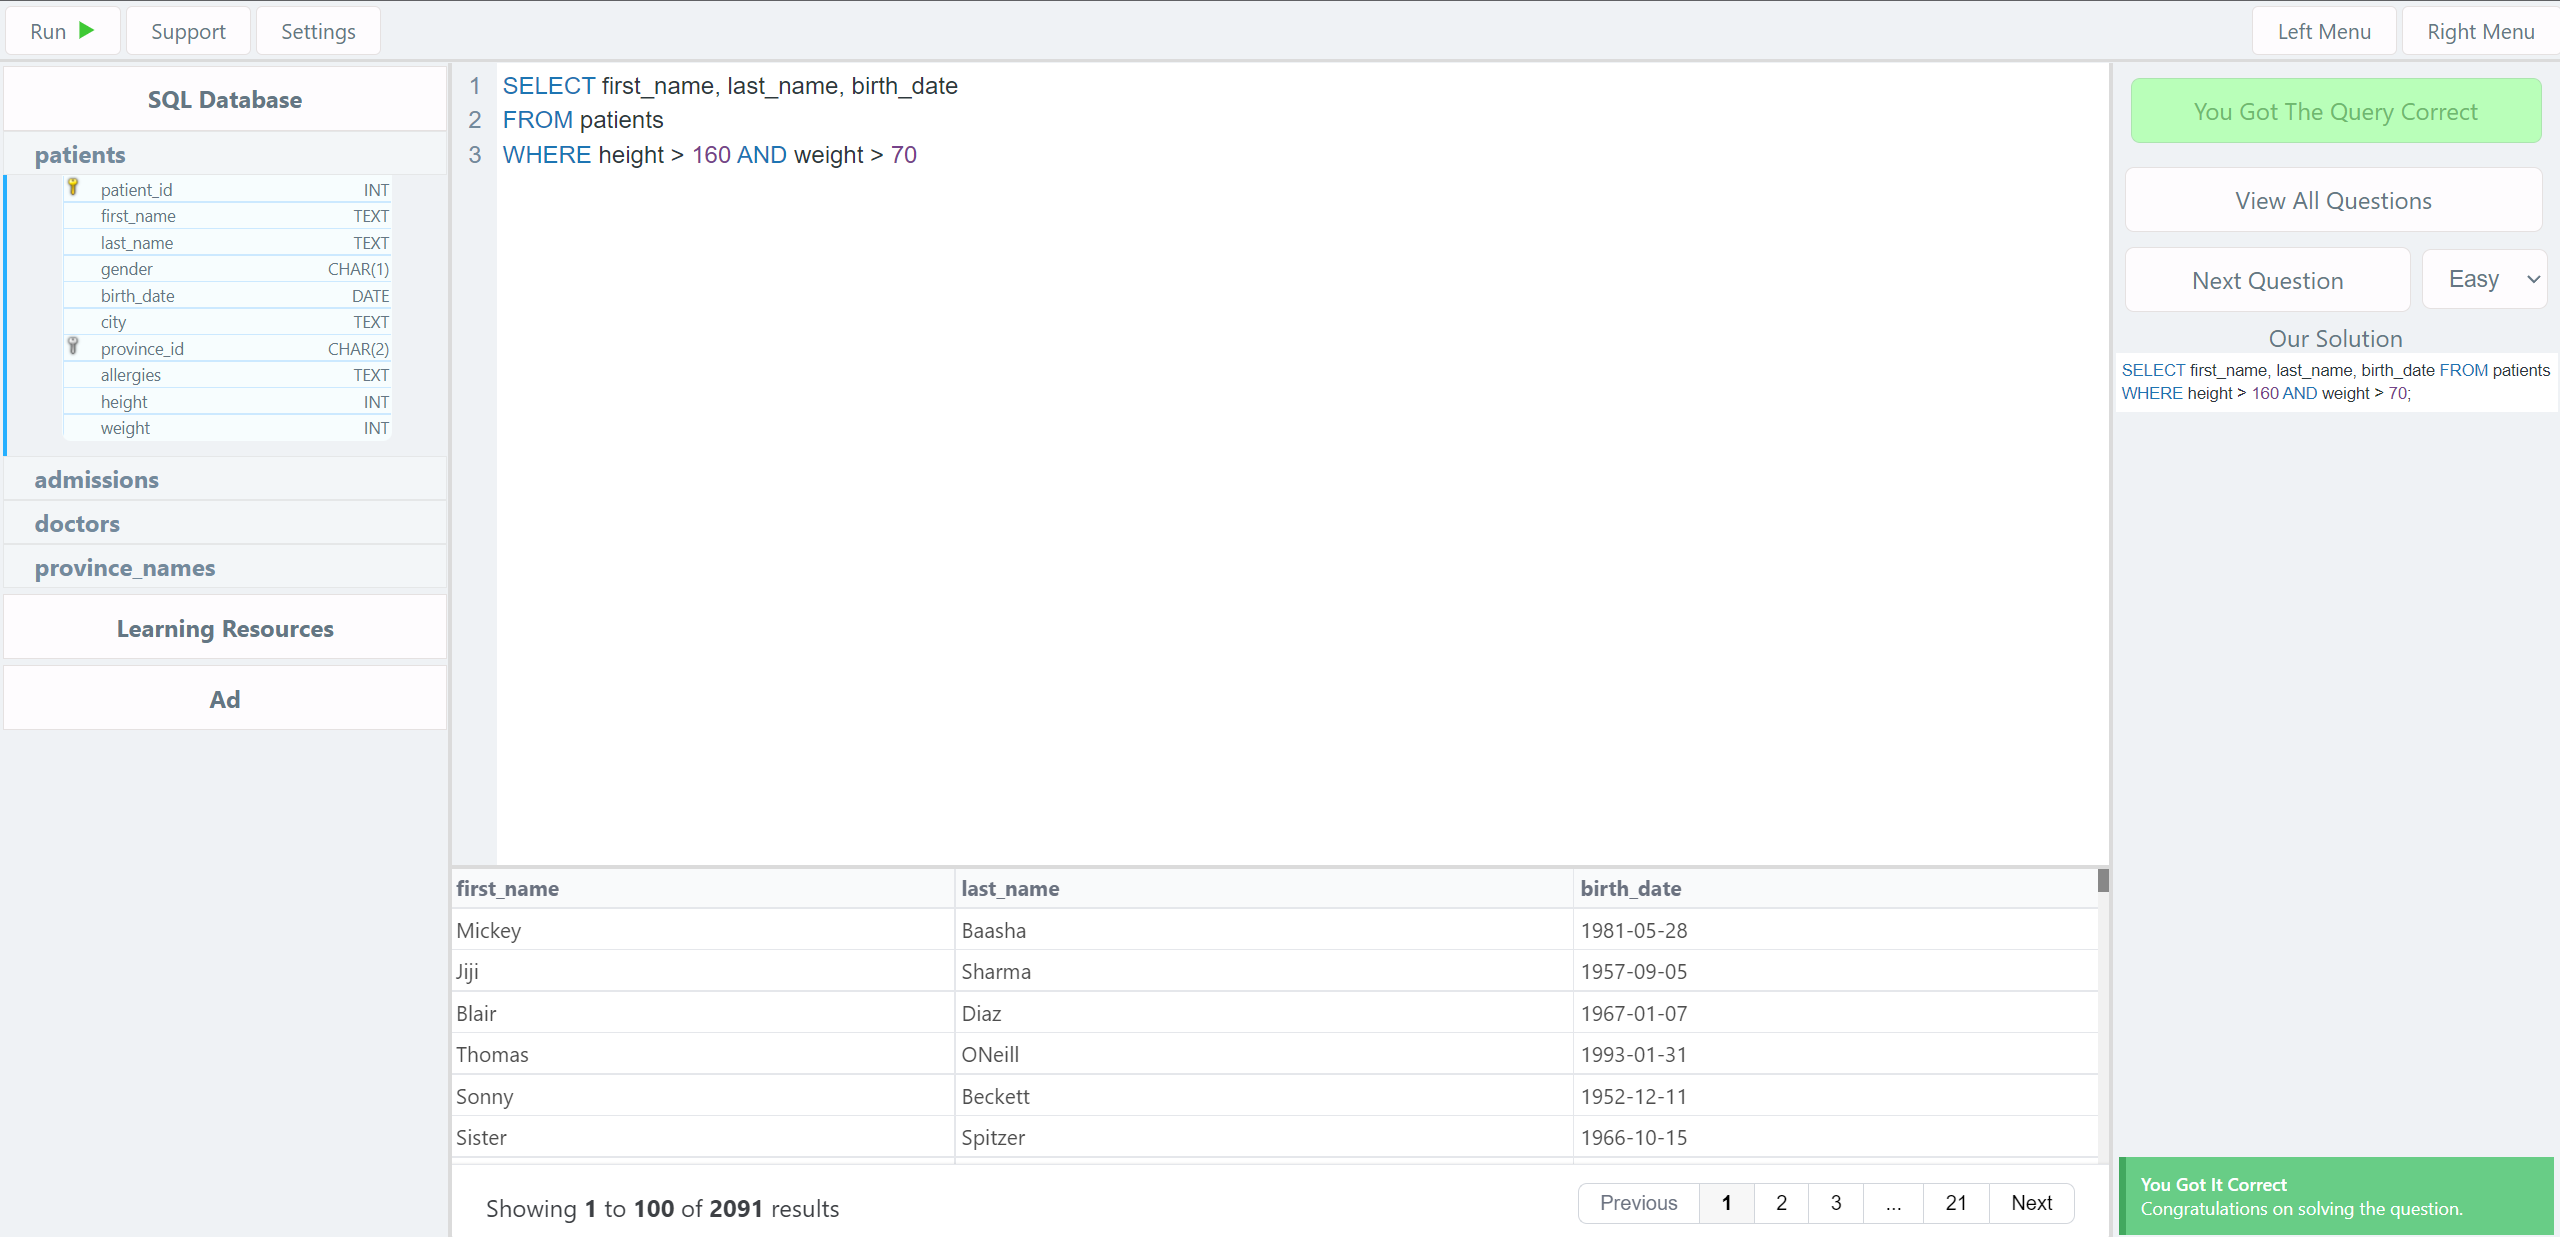 Run Support Settings Left Menu Right Menu
SQL Database
patients
patient_id INT
first_name TEXT
last_name TEXT
gender CHAR(1)
birth_date DATE
city TEXT
province_id CHAR(2)
allergies TEXT
height INT
weight INT
admissions
doctors
province_names
Learning Resources
Ad
1 SELECT first_name, last_name, birth_date
2 FROM patients
3 WHERE height > 160 AND weight > 70
first_name last_name birth_date
Mickey Baasha 1981-05-28
Jiji Sharma 1957-09-05
Blair Diaz 1967-01-07
Thomas ONeill 1993-01-31
Sonny Beckett 1952-12-11
Sister Spitzer 1966-10-15
Showing 1 to 100 of 2091 results
Previous 1 2 3 ... 21 Next
You Got The Query Correct
View All Questions
Next Question Easy
Our Solution
SELECT first_name, last_name, birth_date FROM patients
WHERE height > 160 AND weight > 70;
You Got It Correct
Congratulations on solving the question.